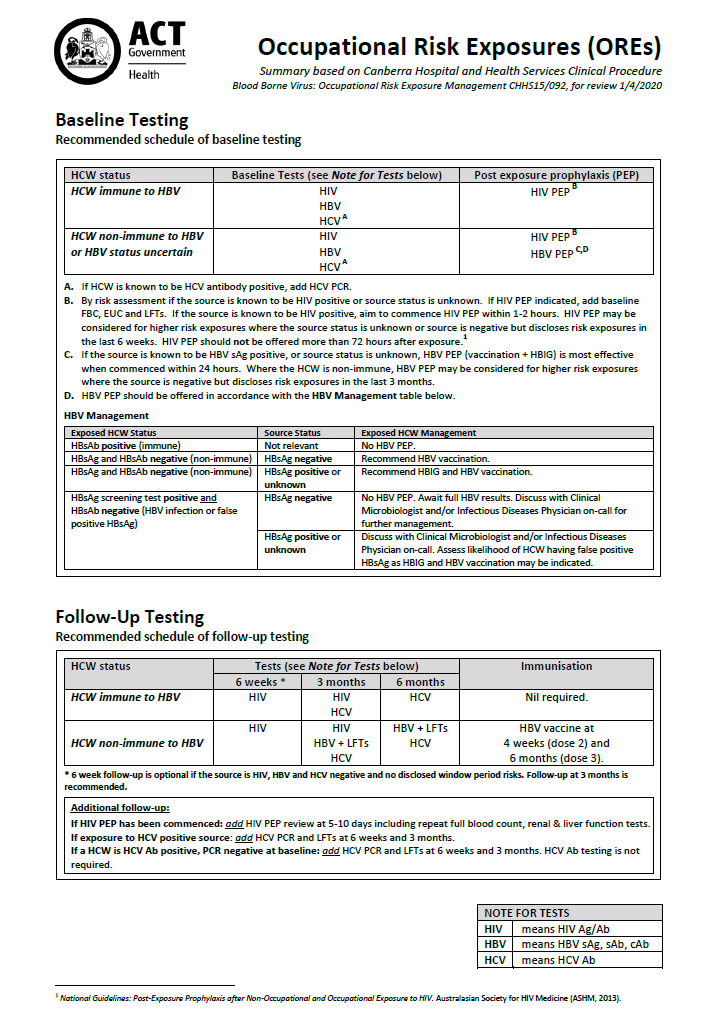 ACT
Government
Health
Occupational Risk Exposures (OREs)
Summary based on Canberra Hospital and Health Services Clinical Procedure
Blood Borne Virus: Occupational Risk Exposure Management CHHS15/092, for review 1/4/2020
Baseline Testing
Recommended schedule of baseline testing
HCW status Baseline Tests (see Note for Tests below) Post exposure prophylaxis (PEP)
HCW immune to HBV HIV HIV PEP B
HBV
HCV A
HCW non-immune to HBV HIV HIV PEP B
or HBV status uncertain HBV HBV PEP C,D
HCV A
A. If HCW is known to be HCV antibody positive, add HCV PCR.
B. By risk assessment if the source is known to be HIV positive or source status is unknown. If HIV PEP indicated, add baseline
FBC, EUC and LFTs. If the source is known to be HIV positive, aim to commence HIV PEP within 1-2 hours. HIV PEP may be
considered for higher risk exposures where the source status is unknown or source is negative but discloses risk exposures in
the last 6 weeks. HIV PEP should not be offered more than 72 hours after exposure.1
C. If the source is known to be HBV sAg positive, or source status is unknown, HBV PEP (vaccination + HBIG) is most effective
when commenced within 24 hours. Where the HCW is non-immune, HBV PEP may be considered for higher risk exposures
where the source is negative but discloses risk exposures in the last 3 months.
D. HBV PEP should be offered in accordance with the HBV Management table below.
HBV Management
Exposed HCW Status Source Status Exposed HCW Management
HBsAb positive (immune) Not relevant No HBV PEP.
HBsAg and HBsAb negative (non-immune) HBsAg negative Recommend HBV vaccination.
HBsAg and HBsAb negative (non-immune) HBsAg positive or Recommend HBIG and HBV vaccination.
unknown
HBsAg screening test positive and HBsAg negative No HBV PEP. Await full HBV results. Discuss with Clinical
HBsAb negative (HBV infection or false Microbiologist and/or Infectious Diseases Physician on-call for
positive HBsAg) further management.
HBsAg positive or Discuss with Clinical Microbiologist and/or Infectious Diseases
unknown Physician on-call. Assess likelihood of HCW having false positive
HBsAg as HBIG and HBV vaccination may be indicated.
Follow-Up Testing
Recommended schedule of follow-up testing
HCW status Tests (see Note for Tests below) Immunisation
6 weeks * 3 months 6 months
HCW immune to HBV HIV HIV HCV Nil required.
HCV
HIV HIV HBV + LFTs HBV vaccine at
HCW non-immune to HBV HBV + LFTs HCV 4 weeks (dose 2) and
HCV 6 months (dose 3).
* 6 week follow-up is optional if the source is HIV, HBV and HCV negative and no disclosed window period risks. Follow-up at 3 months is
recommended.
Additional follow-up:
If HIV PEP has been commenced: add HIV PEP review at 5-10 days including repeat full blood count, renal & liver function tests.
If exposure to HCV positive source: add HCV PCR and LFTs at 6 weeks and 3 months.
If a HCW is HCV Ab positive, PCR negative at baseline: add HCV PCR and LFTs at 6 weeks and 3 months. HCV Ab testing is not
required.
NOTE FOR TESTS
HIV means HIV Ag/Ab
HBV means HBV sAg, sAb, cAb
HCV means HCV Ab
1 National Guidelines: Post-Exposure Prophylaxis after Non-Occupational and Occupational Exposure to HIV. Australasian Society for HIV Medicine (ASHM, 2013).